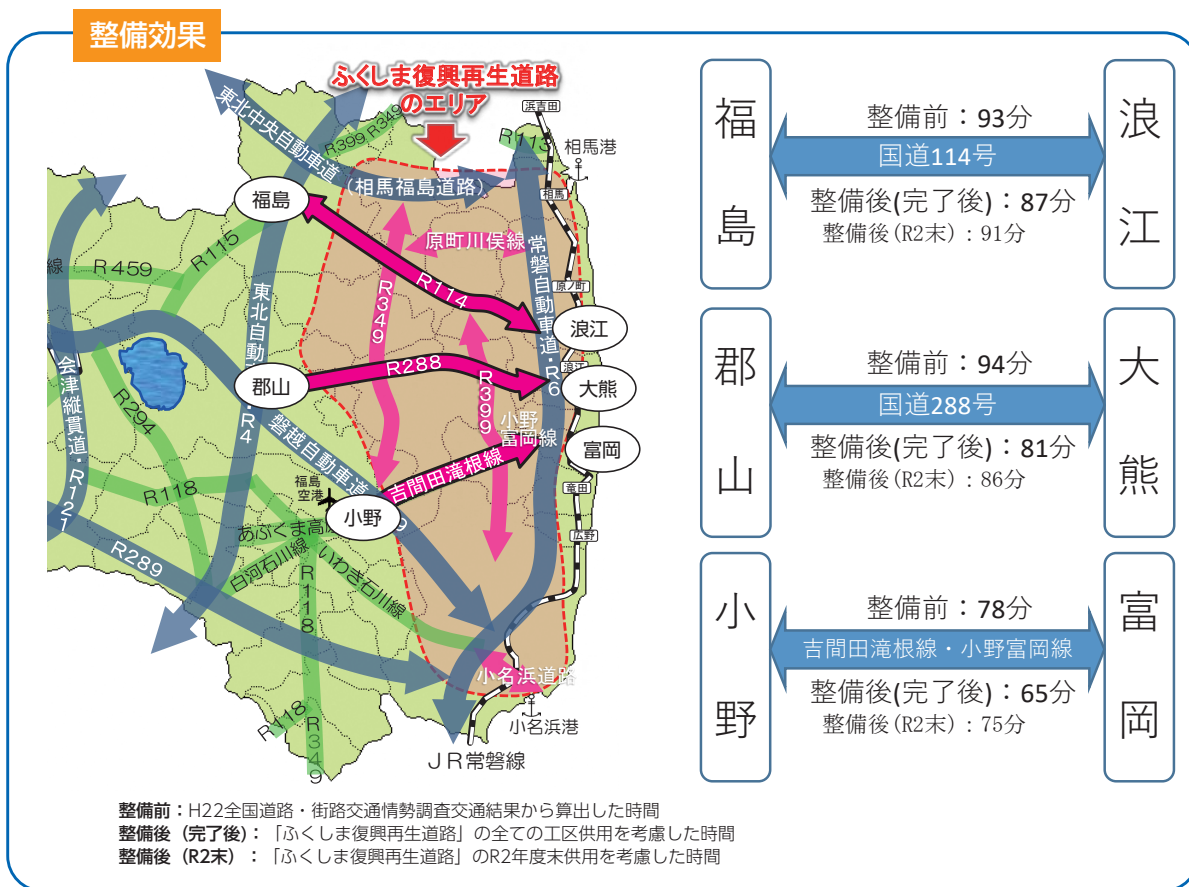 整備効果
ふくしま復興再生道路
のエリア
東北中央自動車道
(相馬福島道路)
R399 R349
R113
浜吉田
相馬港
相馬
福島
原町川俣線
R115
R459
線
R114
R349
常磐自動車道・R6
原ノ町
浪江
浪江
東北自動
R4
会津縦貫道・R121
郡山
R288
大熊
R399
小野
富岡線
富岡
R294
磐越自動車道
吉間田滝根線
福島
空港
小野
9
竜田
広野
R118
あぶくま高
白河石川線
いわき石川線
R289
R118
小名浜道路
小名浜港
R118
R349
JR常磐線
福島
浪江
整備前：93分
国道114号
整備後(完了後)：87分
整備後(R2末)：91分
郡山
大熊
整備前：94分
国道288号
整備後(完了後)：81分
整備後(R2末)：86分
小野
富岡
整備前：78分
吉間田滝根線・小野富岡線
整備後(完了後)：65分
整備後(R2末)：75分
整備前：H22全国道路・街路交通情勢調査交通結果から算出した時間
整備後（完了後）：「ふくしま復興再生道路」の全ての工区供用を考慮した時間
整備後（R2末）：「ふくしま復興再生道路」のR2年度末供用を考慮した時間